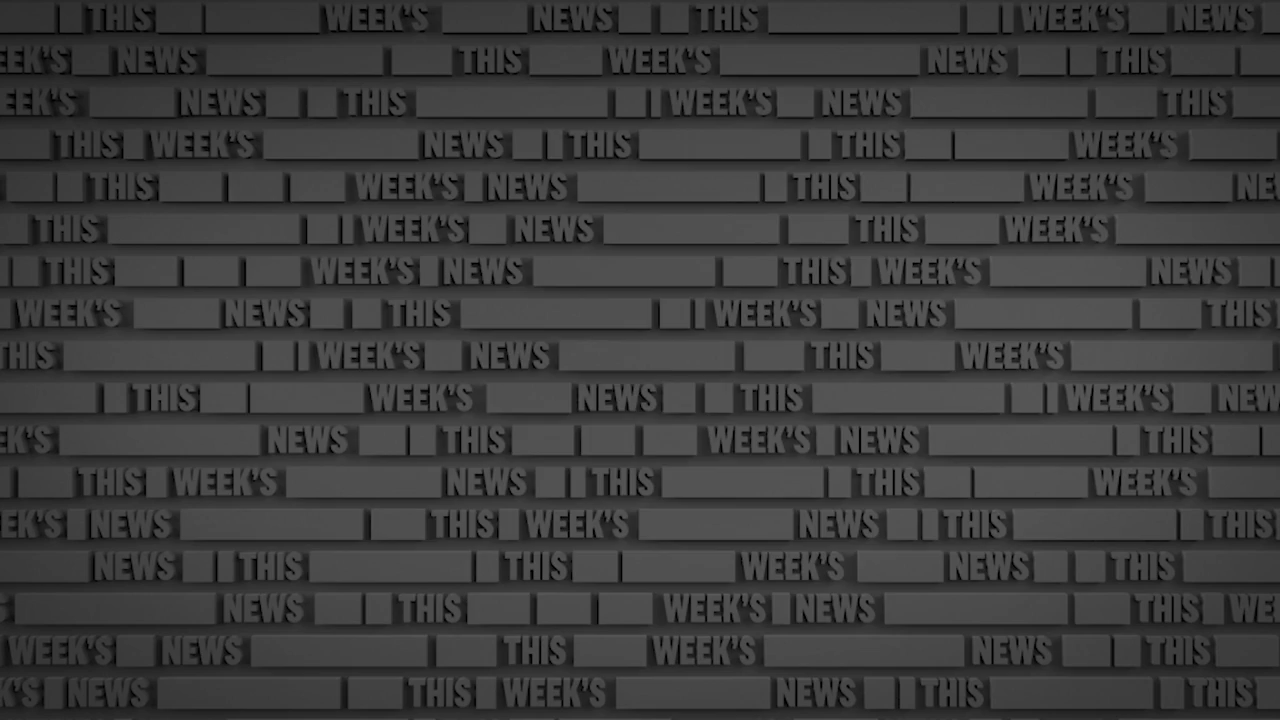 THIS WEEK'S NEWS THIS WEEK'S NEWS
EEK'S NEWS THIS WEEK'S NEWS THIS
EEK'S NEWS THIS WEEK'S NEWS THIS
THIS WEEK'S NEWS THIS THIS WEEK'S
THIS WEEK'S NEWS THIS WEEK'S NE
THIS WEEK'S NEWS THIS WEEK'S
THIS WEEK'S NEWS THIS WEEK'S NEWS
WEEK'S NEWS THIS WEEK'S NEWS THIS
THIS WEEK'S NEWS THIS WEEK'S
THIS WEEK'S NEWS THIS WEEK'S NEW
EK'S NEWS THIS WEEK'S NEWS THIS
THIS WEEK'S NEWS THIS THIS WEEK'S
EK'S NEWS THIS WEEK'S NEWS THIS THIS
NEWS THIS THIS WEEK'S NEWS THIS
S NEWS THIS WEEK'S NEWS THIS WE
WEEK'S NEWS THIS WEEK'S NEWS THIS
K'S NEWS THIS WEEK'S NEWS THIS THIS